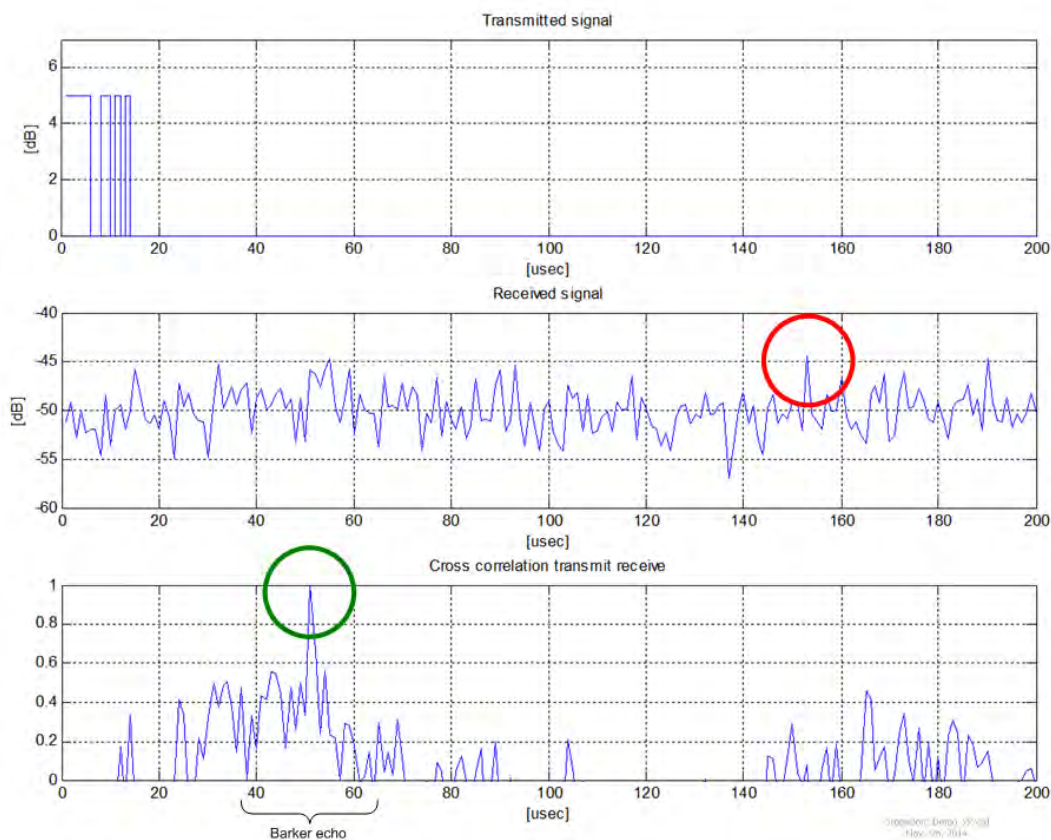 Transmitted signal
6
4
2
0
[dB]
0 20 40 60 80 100 120 140 160 180 200
[usec]
Received signal
-40
-45
-50
-55
-60
[dB]
0 20 40 60 80 100 120 140 160 180 200
[usec]
Cross correlation transmit receive
1
0.8
0.6
0.4
0.2
0
0 20 40 60 80 100 120 140 160 180 200
[usec]
Barker echo